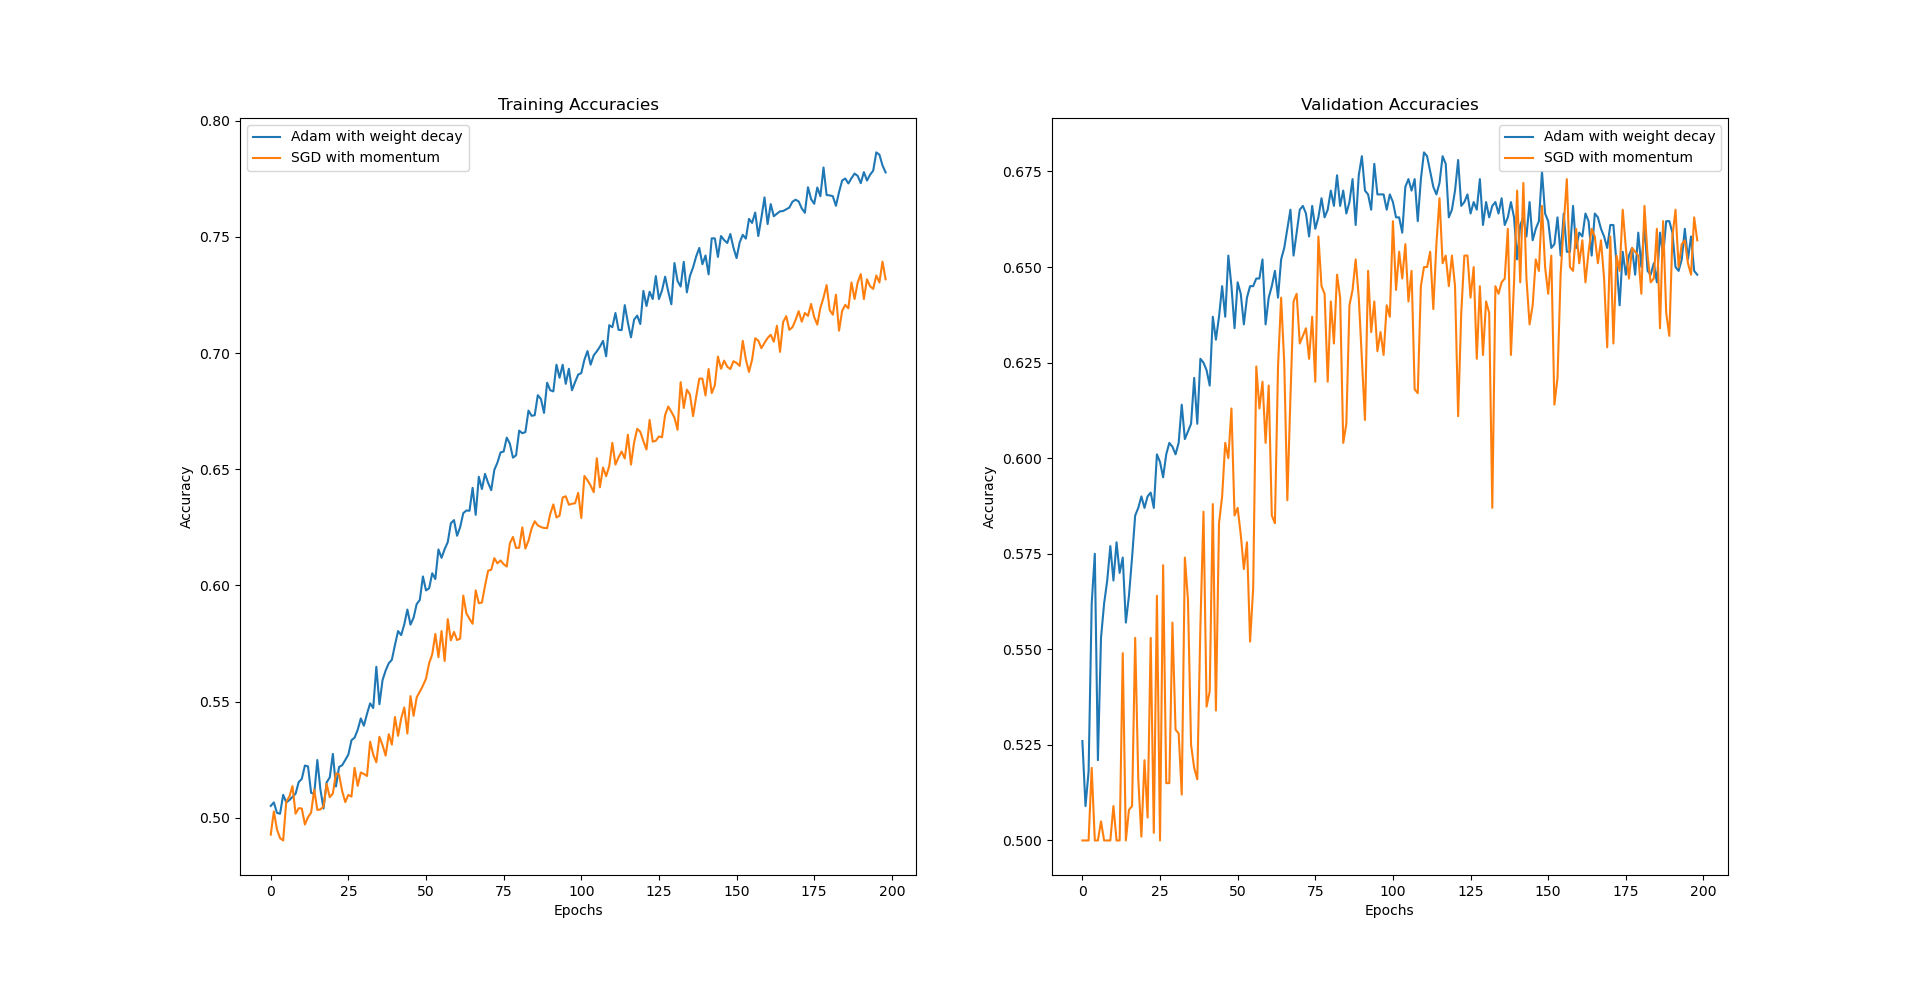 Training Accuracies
Adam with weight decay
SGD with momentum
0.80
0.75
0.70
0.65
0.60
0.55
0.50
Accuracy
0 25 50 75 100 125 150 175 200
Epochs
Validation Accuracies
Adam with weight decay
SGD with momentum
0.675
0.650
0.625
0.600
0.575
0.550
0.525
0.500
Accuracy
0 25 50 75 100 125 150 175 200
Epochs